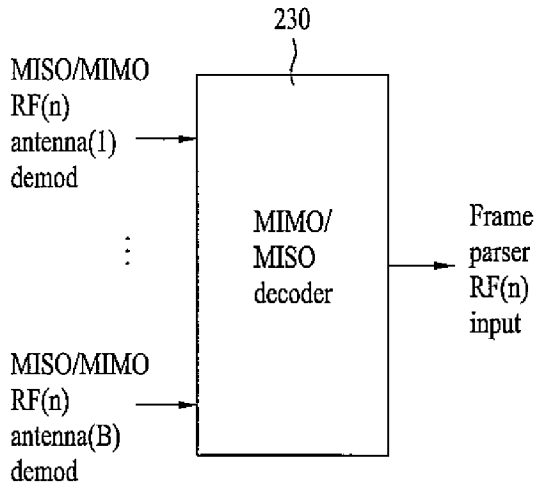 230
MISO/MIMO
RF(n)
antenna(1)
demod
MIMO/
MISO
decoder
Frame
parser
RF(n)
input
MISO/MIMO
RF(n)
antenna(B)
demod